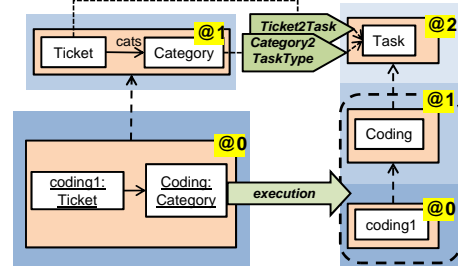 @1
Ticket
cats
Category
Ticket2Task
Category2
TaskType
@2
Task
@0
coding1:
Ticket
Coding:
Category
execution
@1
Coding
@0
coding1